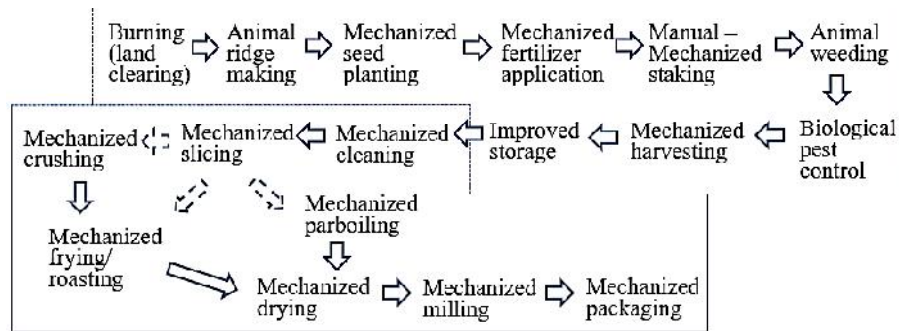 Burning
(land
clearing)
Animal
ridge
making
Mechanized
seed
planting
Mechanized
fertilizer
application
Manual –
Mechanized
staking
Animal
weeding
Biological
pest
control
Mechanized
harvesting
Improved
storage
Mechanized
cleaning
Mechanized
slicing
Mechanized
crushing
Mechanized
frying/
roasting
Mechanized
parboiling
Mechanized
drying
Mechanized
milling
Mechanized
packaging